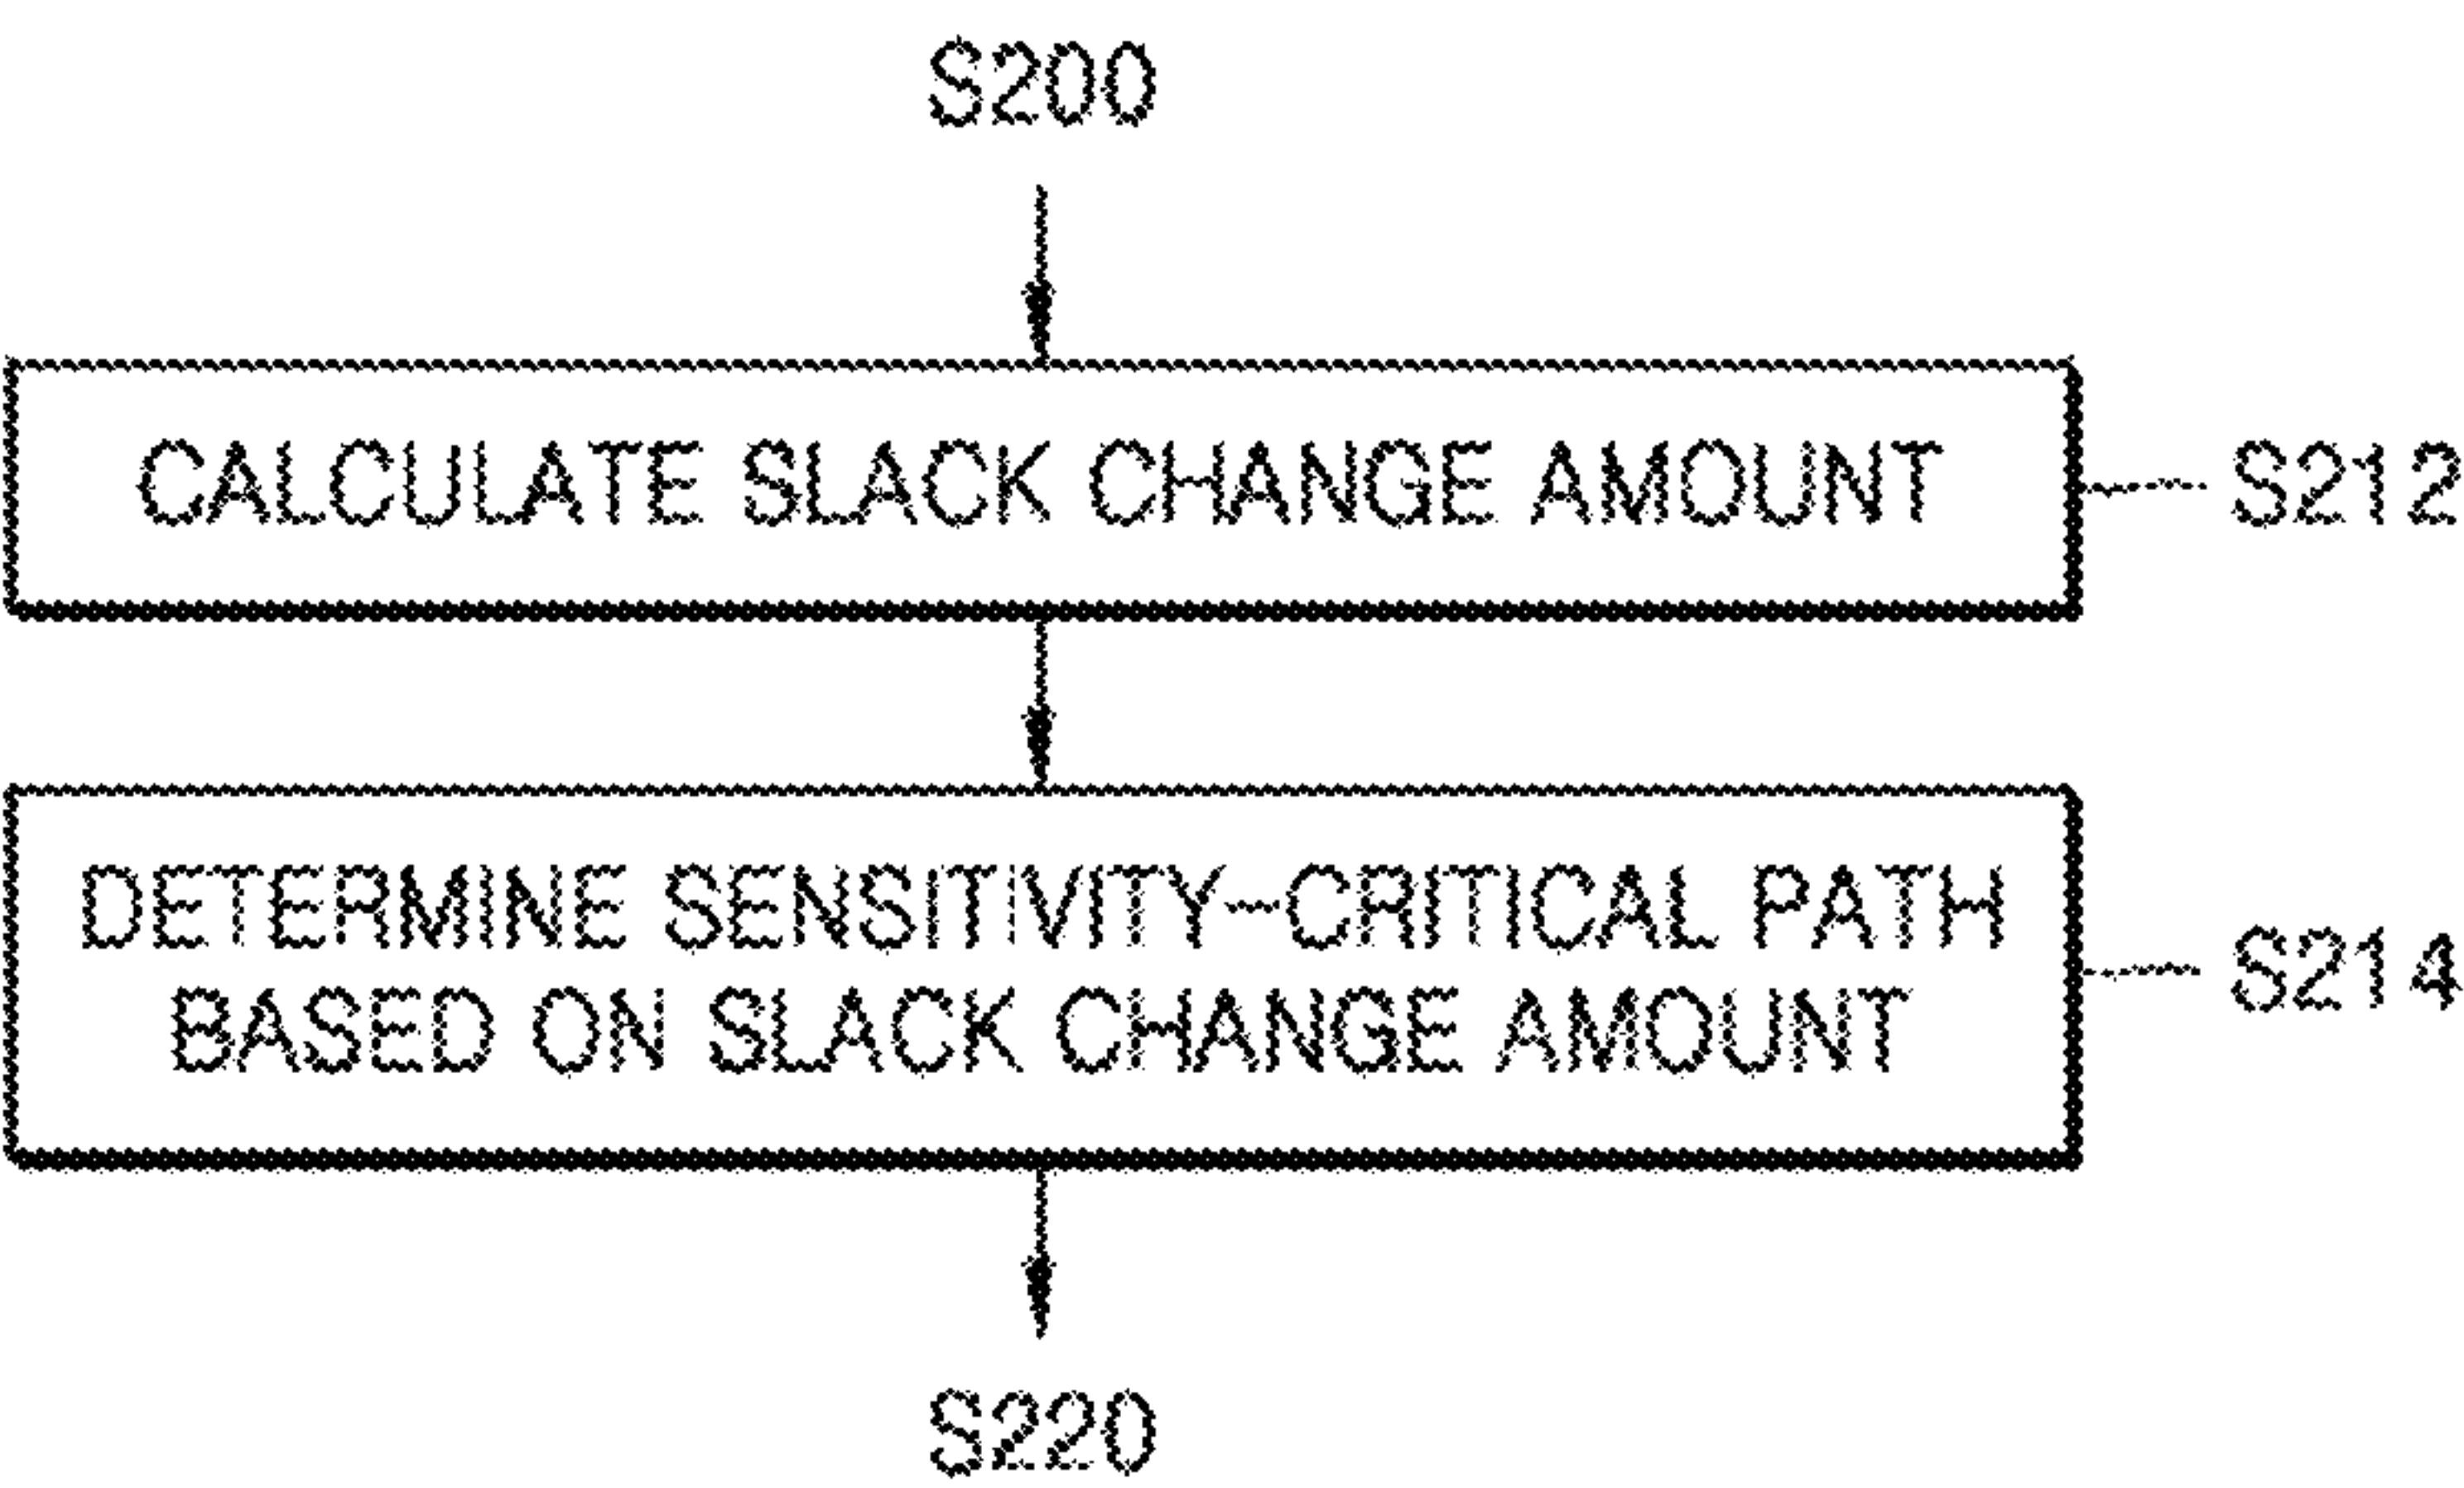 S200
CALCULATE SLACK CHANGE AMOUNT
S212
DETERMINE SENSITIVITY-CRITICAL PATH
BASED ON SLACK CHANGE AMOUNT
S214
S220